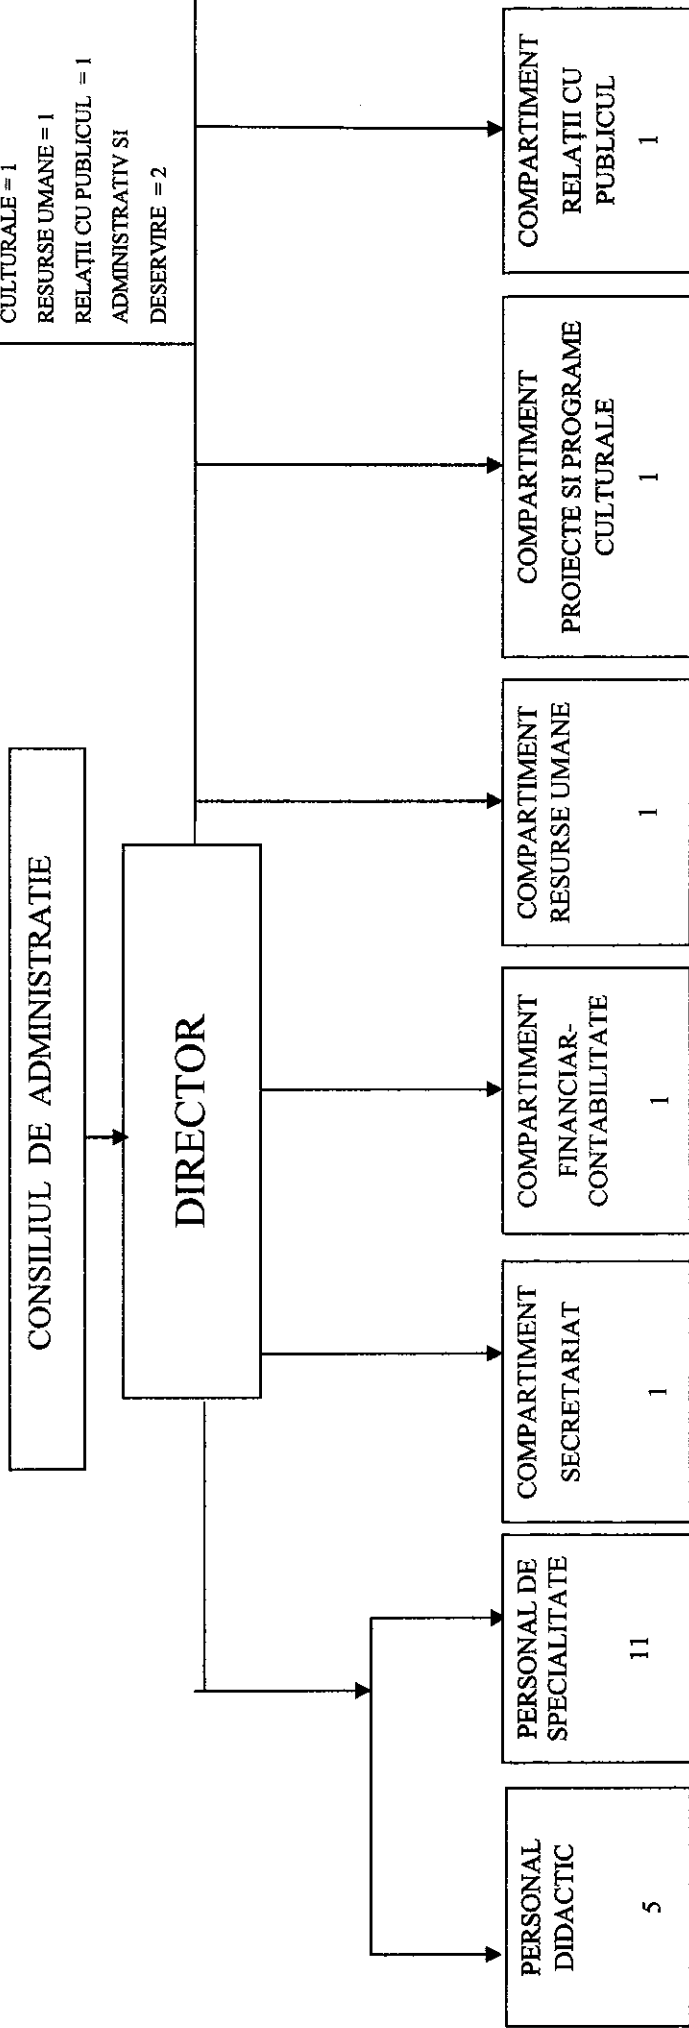 CULTURALE = 1
RESURSE UMANE = 1
RELAȚII CU PUBLICUL = 1
ADMINISTRATIV SI
DESERVIRE = 2
CONSILIUL DE ADMINISTRATIE
DIRECTOR
PERSONAL
DIDACTIC
5
PERSONAL DE
SPECIALITATE
11
COMPARTIMENT
SECRETARIAT
1
COMPARTIMENT
FINANCIAR-
CONTABILITATE
1
COMPARTIMENT
RESURSE UMANE
1
COMPARTIMENT
PROIECTE SI PROGRAME
CULTURALE
1
COMPARTIMENT
RELAȚII CU
PUBLICUL
1